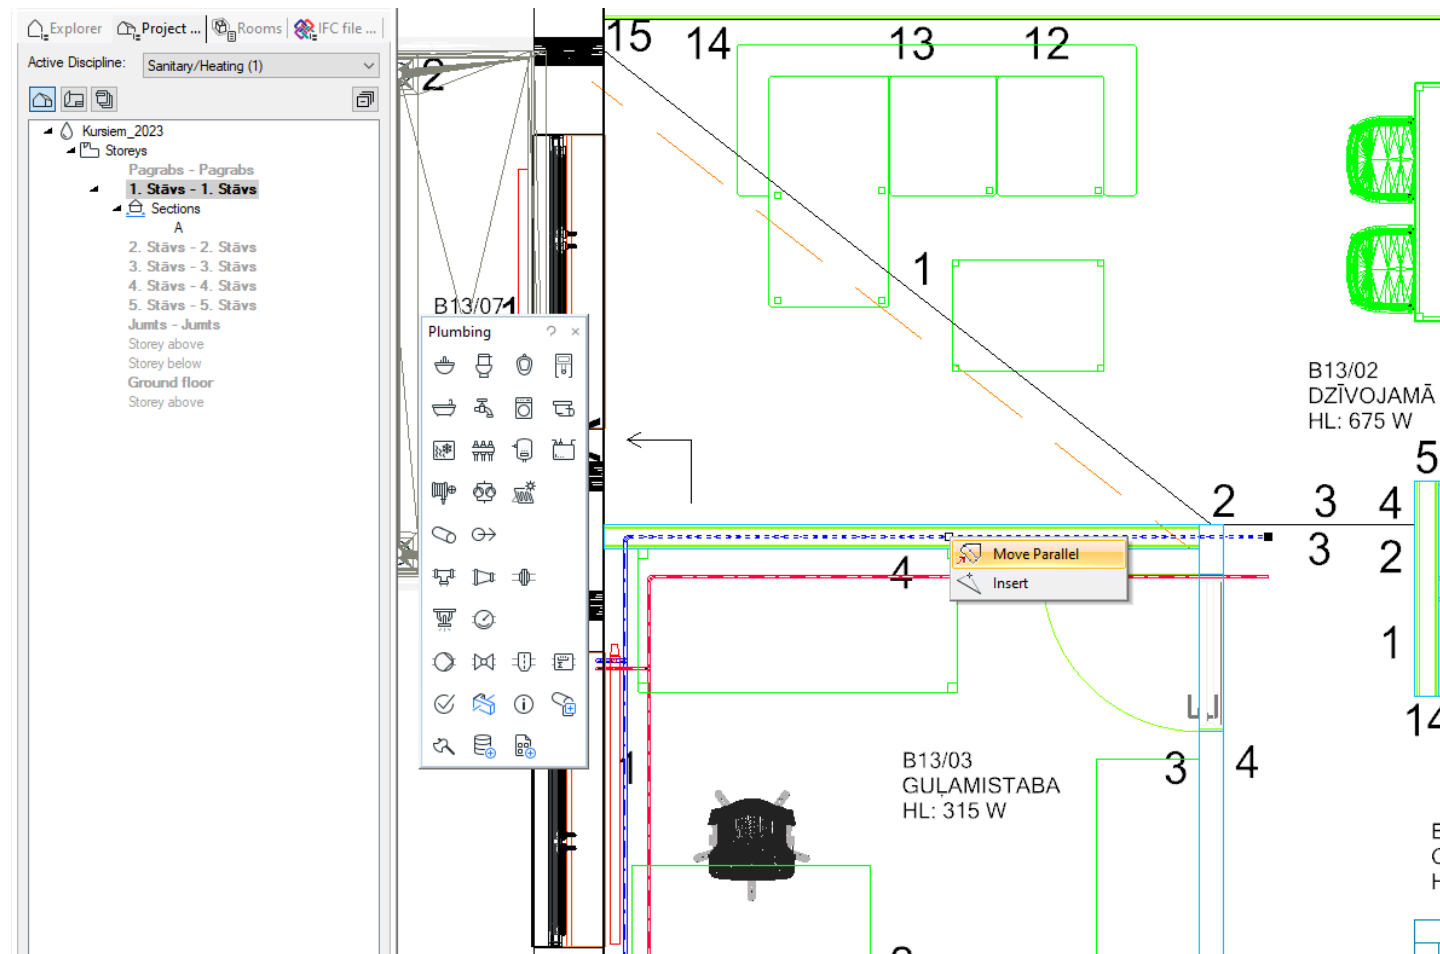 Explorer
Project ...
Rooms
IFC file ...
Active Discipline:
Sanitary/Heating (1)
Kursiem_2023
Storeys
Pagrabs - Pagrabs
1. Stāvs - 1. Stāvs
Sections
A
2. Stāvs - 2. Stāvs
3. Stāvs - 3. Stāvs
4. Stāvs - 4. Stāvs
5. Stāvs - 5. Stāvs
Jumts - Jumts
Storey above
Storey below
Ground floor
Storey above
2
15
14
13
12
1
B13/07
1
Plumbing
B13/02
DZĪVOJAMĀ
HL: 675 W
5
2
3
4
3
2
Move Parallel
Insert
4
1
14
1
B13/03
GUĻAMISTABA
HL: 315 W
3
4